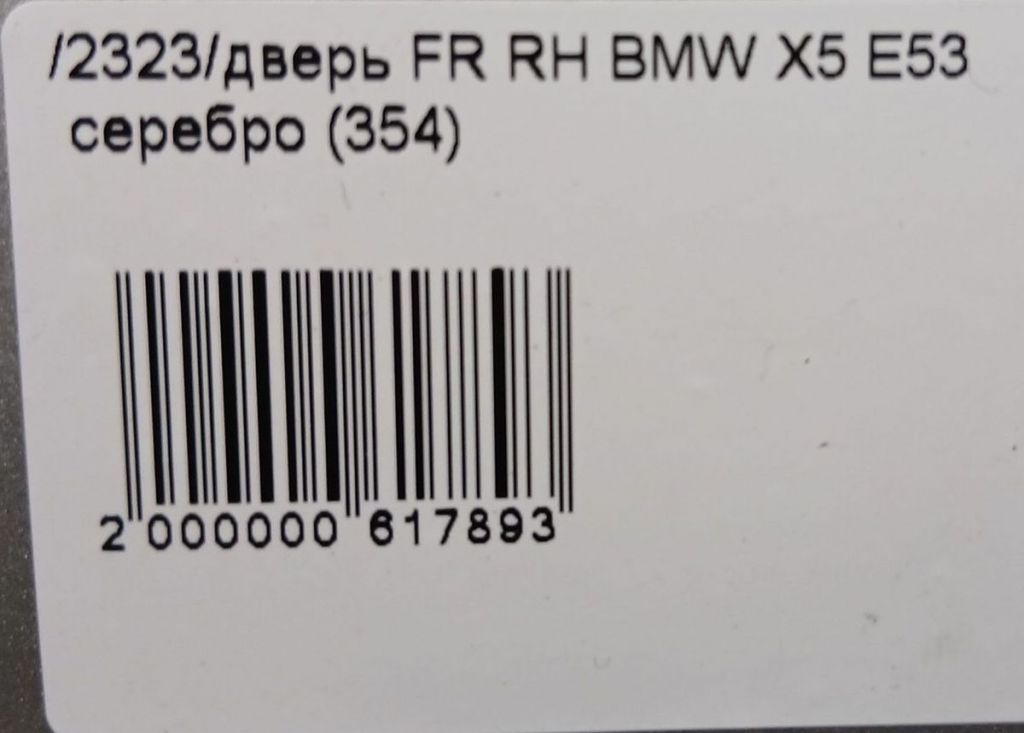 /2323/дверь FR RH BMW X5 E53
серебро (354)
2 000000 617893